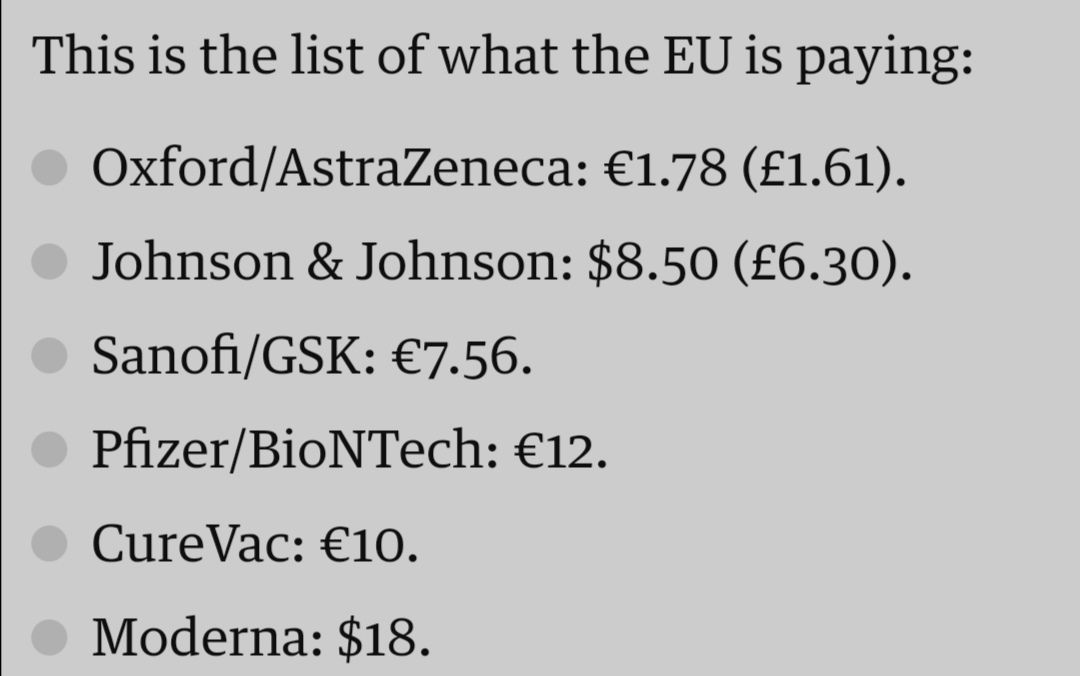 This is the list of what the EU is paying:
Oxford/AstraZeneca: €1.78 (£1.61).
Johnson & Johnson: $8.50 (£6.30).
Sanofi/GSK: €7.56.
Pfizer/BioNTech: €12.
CureVac: €10.
Moderna: $18.